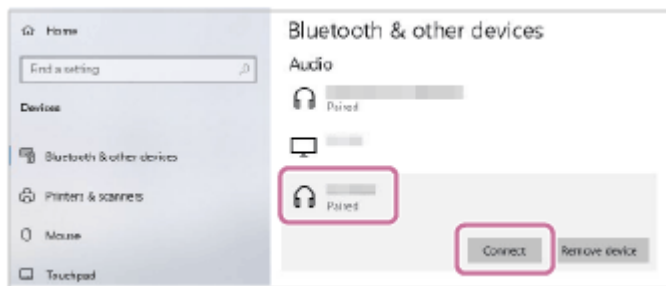 Home
Find a setting
Devices
Bluetooth & other devices
Printers & scanners
Mouse
Touchpad
Bluetooth & other devices
Audio
Paired
Paired
Connect
Remove device